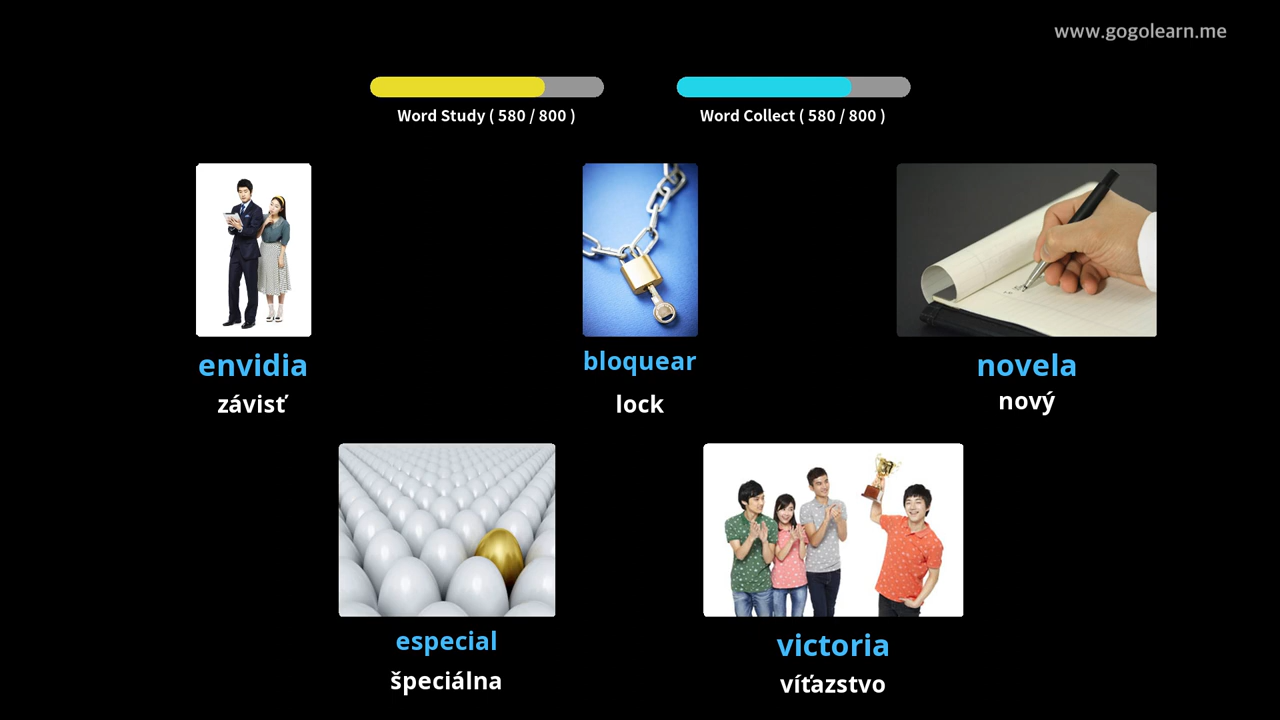 www.gogolearn.me
Word Study ( 580 / 800 )
Word Collect ( 580 / 800 )
envidia
závisť
bloquear
lock
novela
nový
especial
špeciálna
victoria
víťazstvo